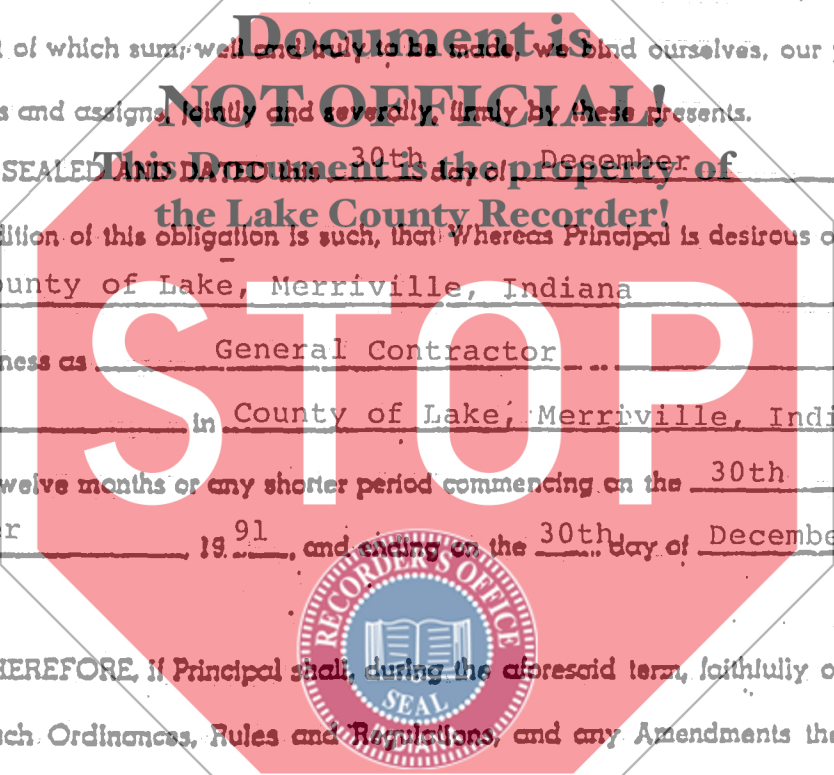 Document is
of which sum, well and truly to be made, we bind ourselves, our
NOT OFFICIAL!
s and assigns, jointly and severally, firmly by these presents.
This Document is the property of
SEALED AND DATED this 30th day of December
the Lake County Recorder!
dition of this obligation is such, that Whereas Principal is desirous o
ounty of Lake, Merriville, Indiana
STOP
ness as General Contractor
in County of Lake, Merriville, Indi
welve months or any shorter period commencing on the 30th
r 19 91, and ending on the 30th day of Decembe
RECORDER'S OFFICE
SEAL
INDIANA
HEREFORE, if Principal shall, during the aforesaid term, faithfully o
ch Ordinances, Rules and Regulations, and any Amendments the